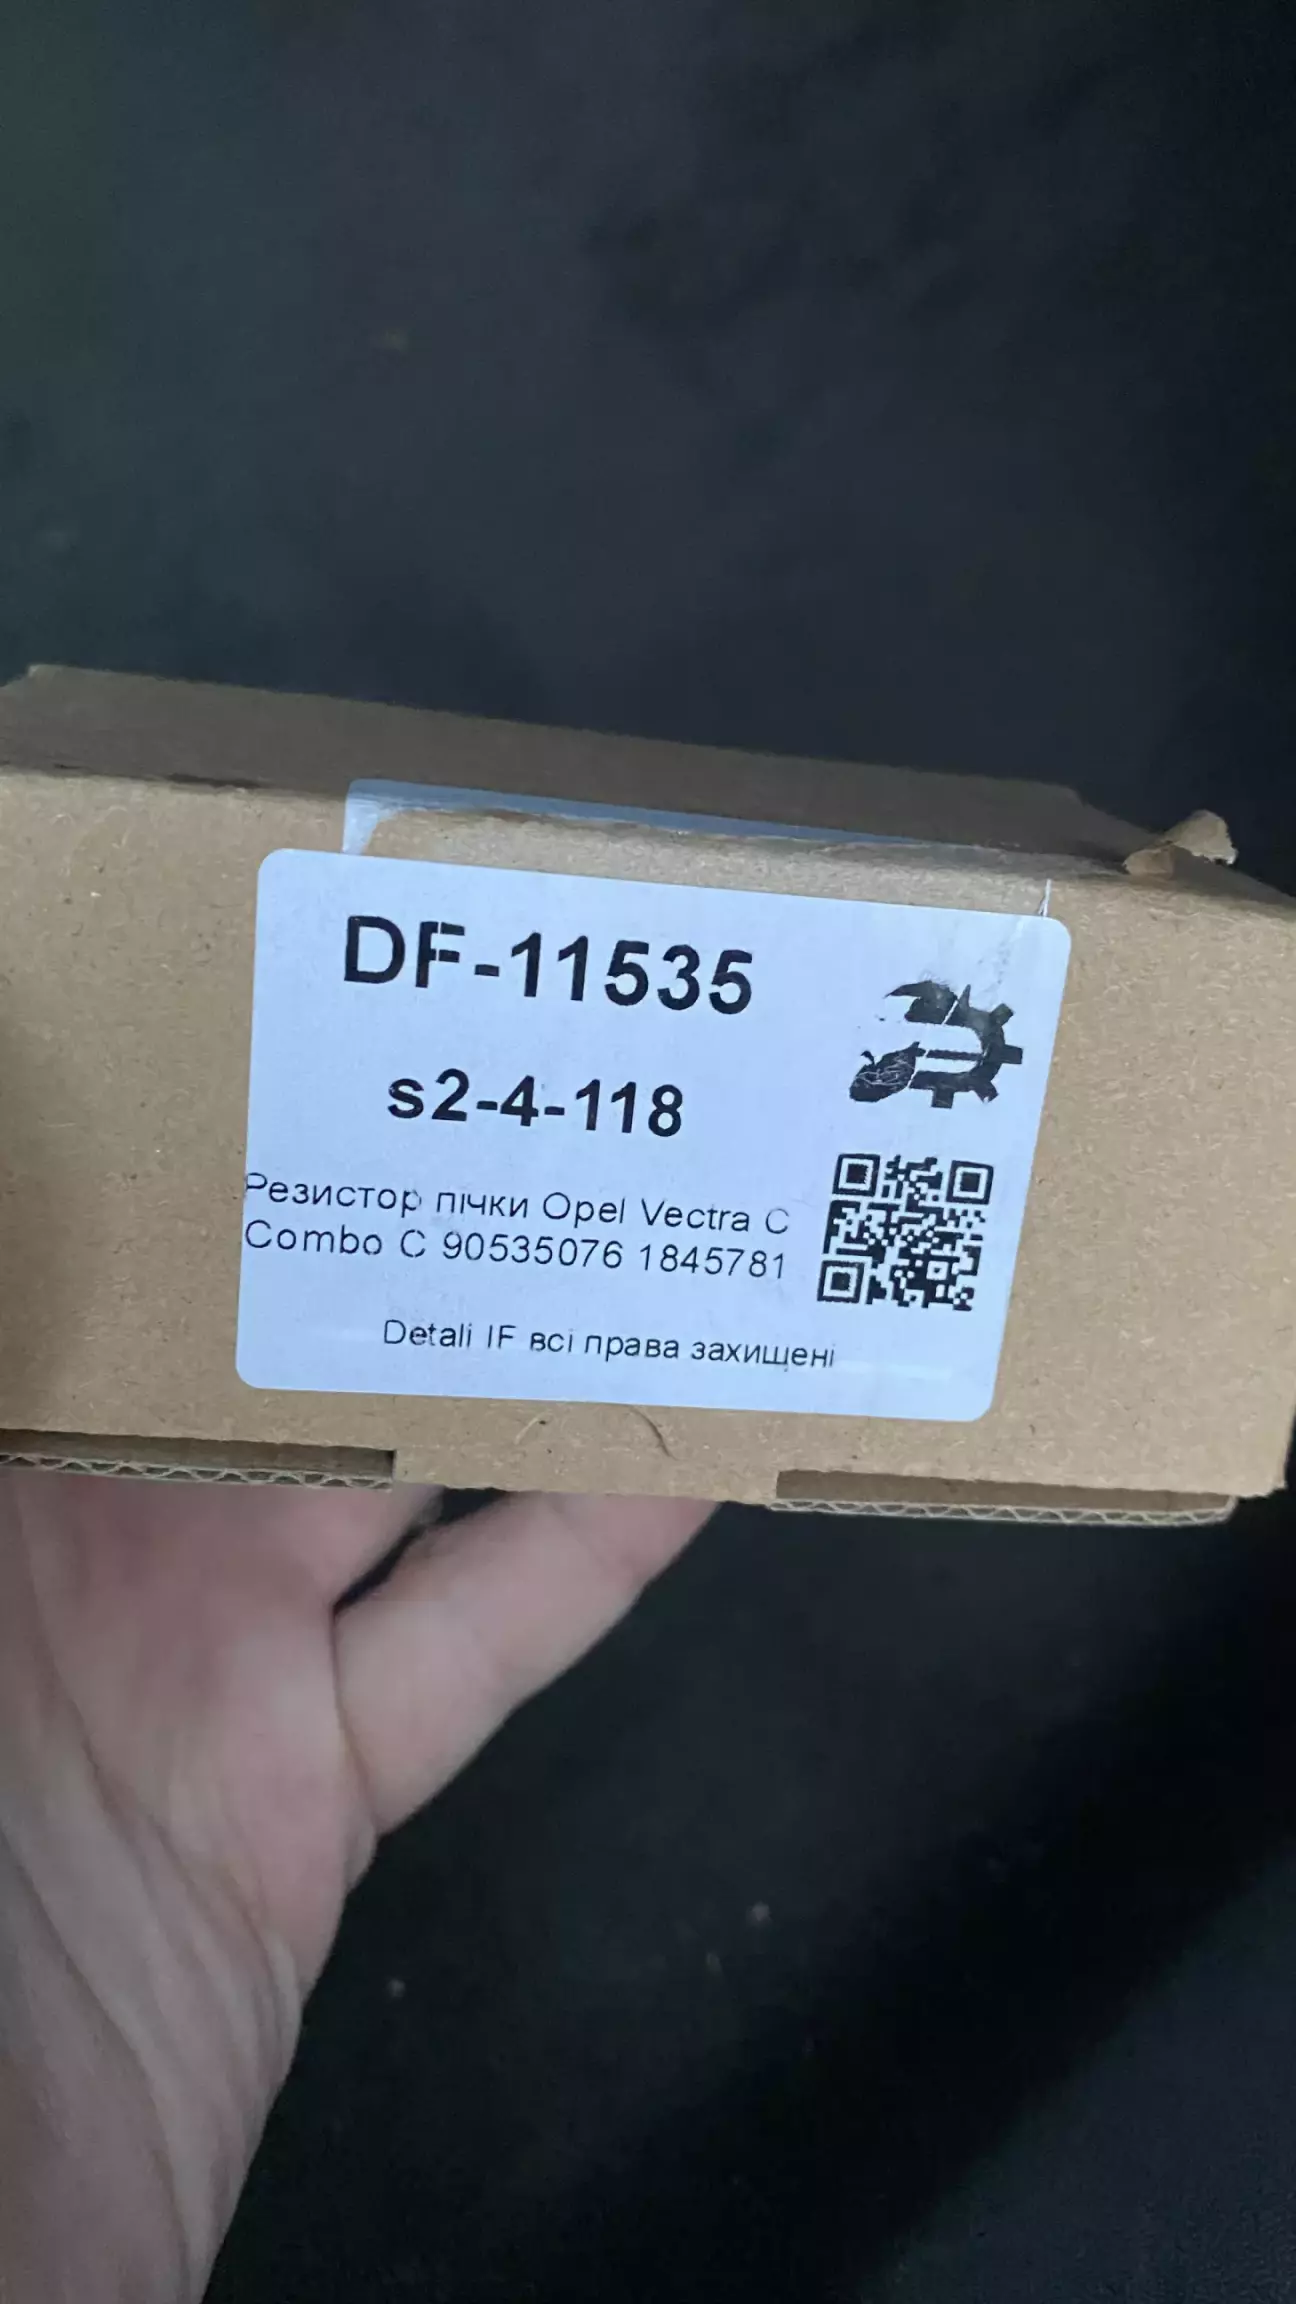 DF-11535
s2-4-118
Резистор пічки Opel Vectra C
Combo C 90535076 1845781
Detali IF всі права захищені